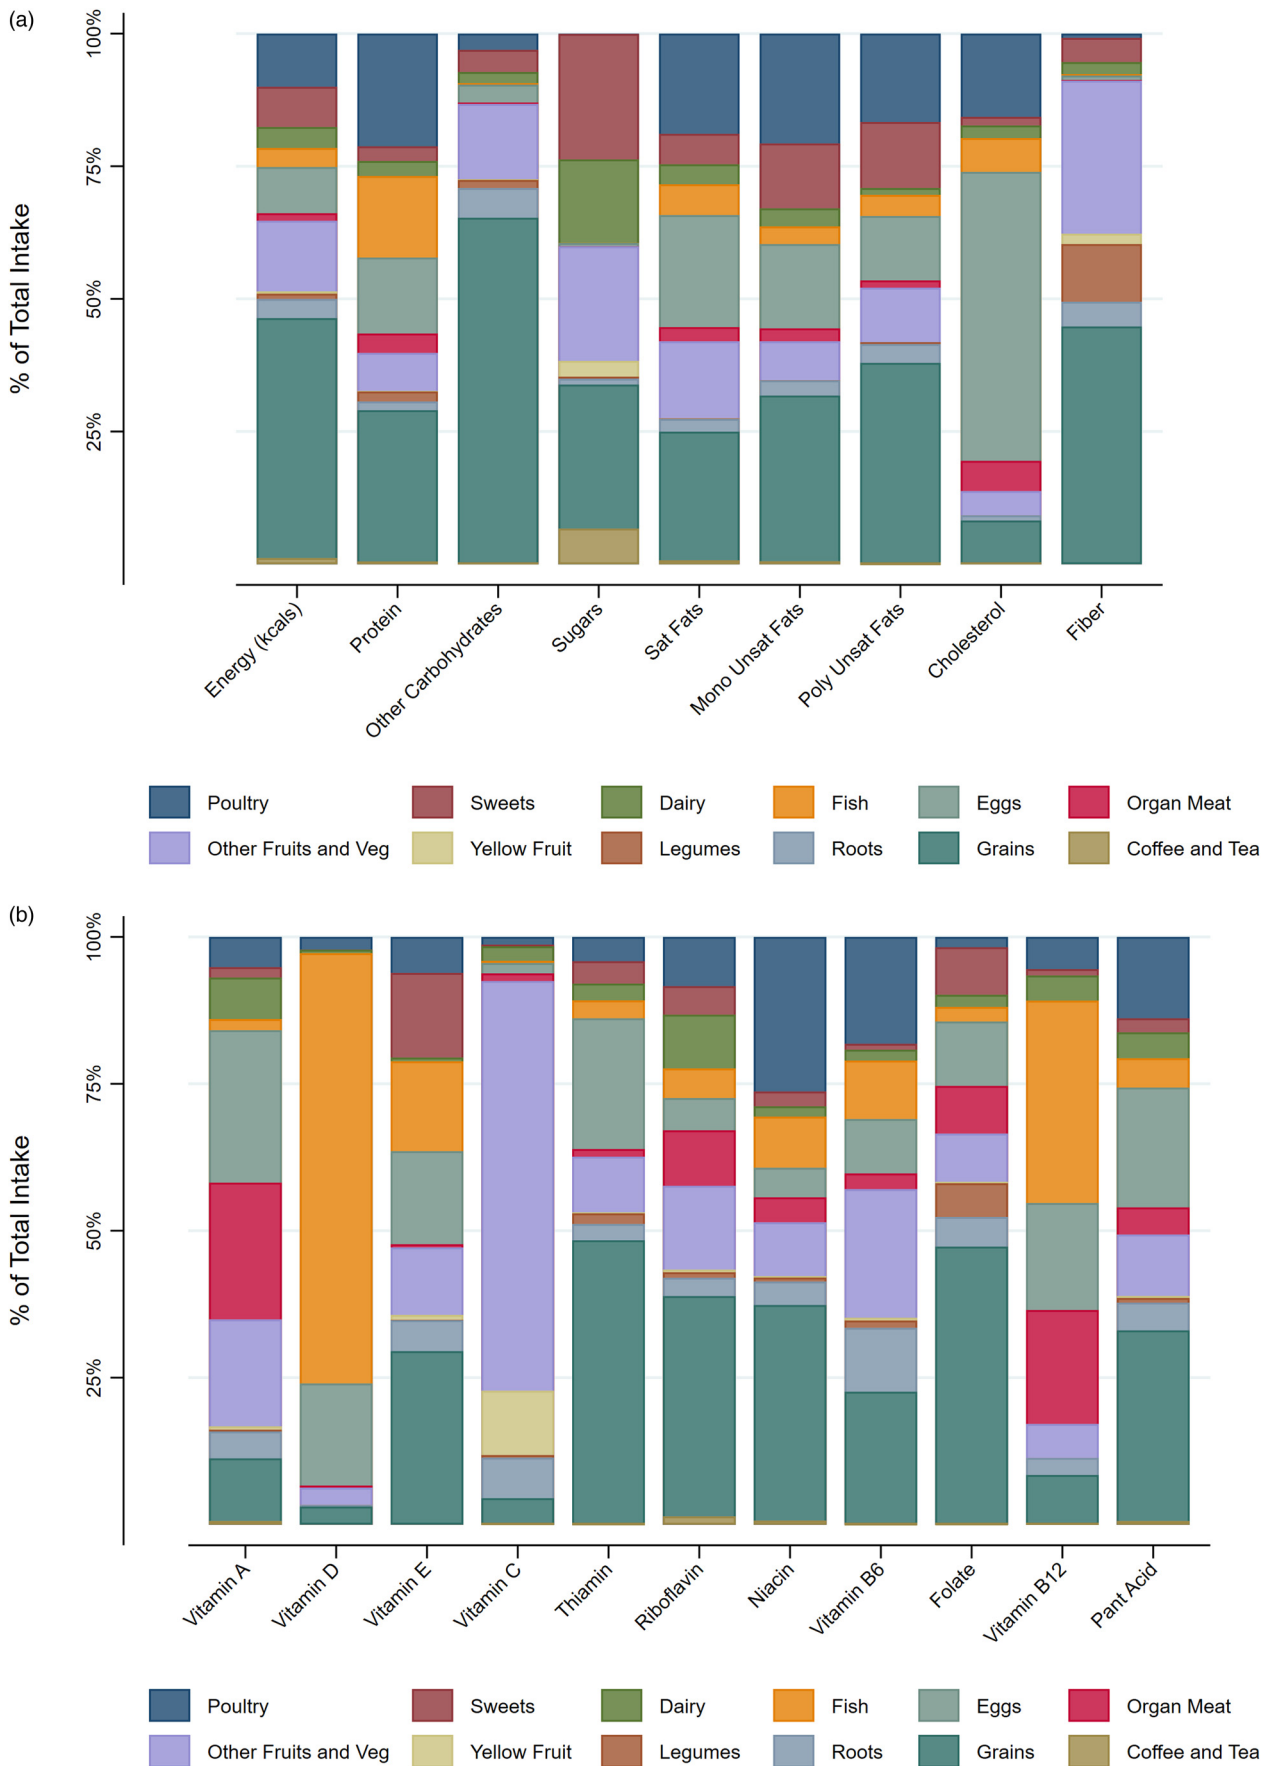 (a)
100%
75%
50%
25%
% of Total Intake
Energy (kcals)
Protein
Other Carbohydrates
Sugars
Sat Fats
Mono Unsat Fats
Poly Unsat Fats
Cholesterol
Fiber
Poultry Sweets Dairy Fish Eggs Organ Meat
Other Fruits and Veg Yellow Fruit Legumes Roots Grains Coffee and Tea
(b)
100%
75%
50%
25%
% of Total Intake
Vitamin A
Vitamin D
Vitamin E
Vitamin C
Thiamin
Riboflavin
Niacin
Vitamin B6
Folate
Vitamin B12
Pant Acid
Poultry Sweets Dairy Fish Eggs Organ Meat
Other Fruits and Veg Yellow Fruit Legumes Roots Grains Coffee and Tea